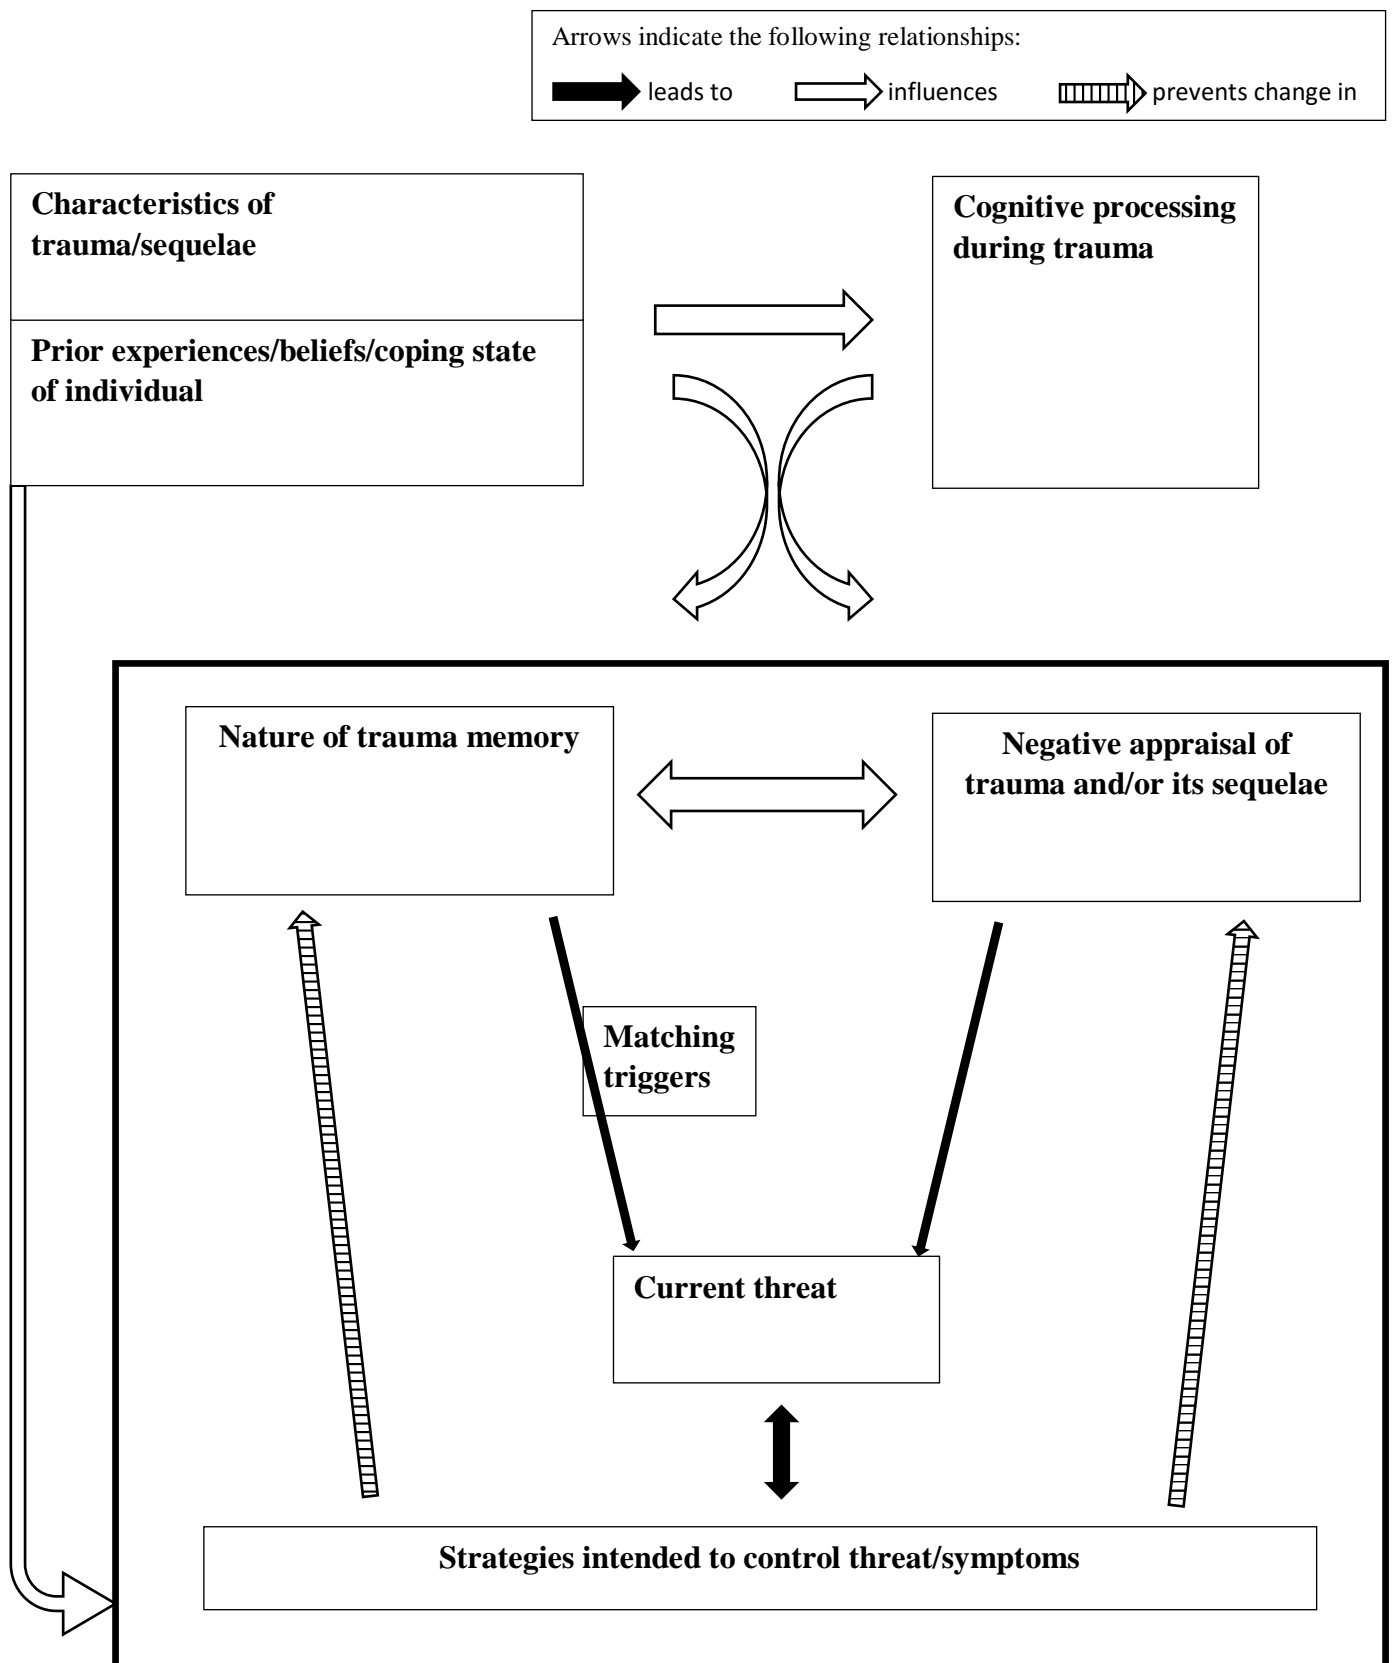 Arrows indicate the following relationships:
leads to influences prevents change in
Characteristics of
trauma/sequelae
Cognitive processing
during trauma
Prior experiences/beliefs/coping state
of individual
Nature of trauma memory
Negative appraisal of
trauma and/or its sequelae
Matching
triggers
Current threat
Strategies intended to control threat/symptoms